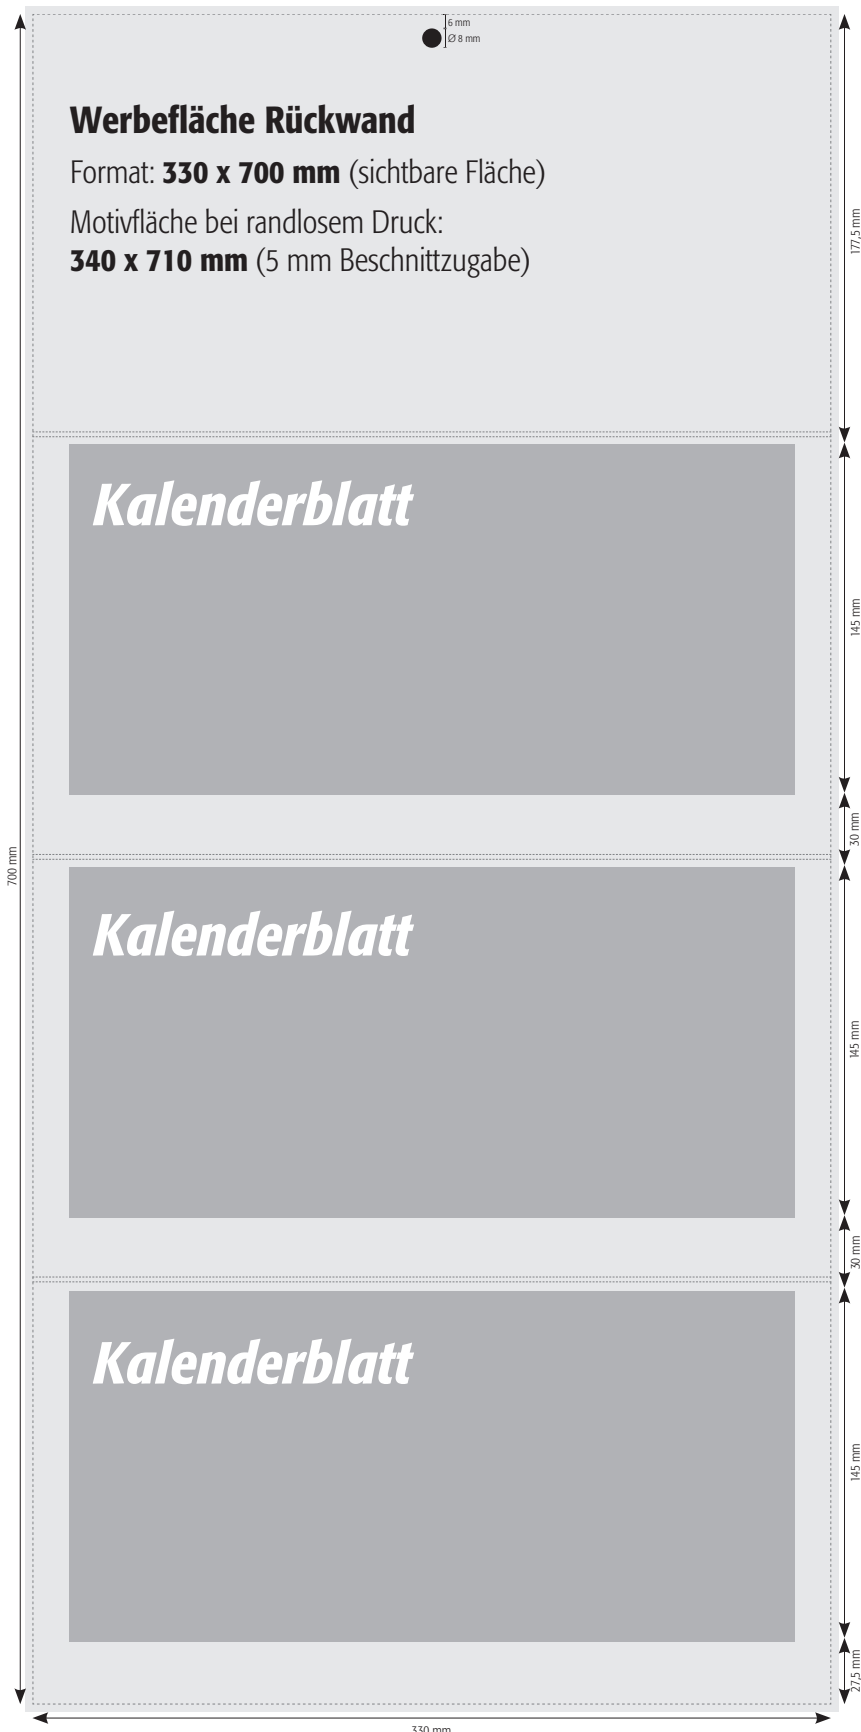 6 mm
Ø 8 mm
Werbefläche Rückwand
Format: 330 x 700 mm (sichtbare Fläche)
Motivfläche bei randlosem Druck:
340 x 710 mm (5 mm Beschnittzugabe)
177,5 mm
Kalenderblatt
145 mm
30 mm
700 mm
Kalenderblatt
145 mm
30 mm
Kalenderblatt
145 mm
27,5 mm
330 mm